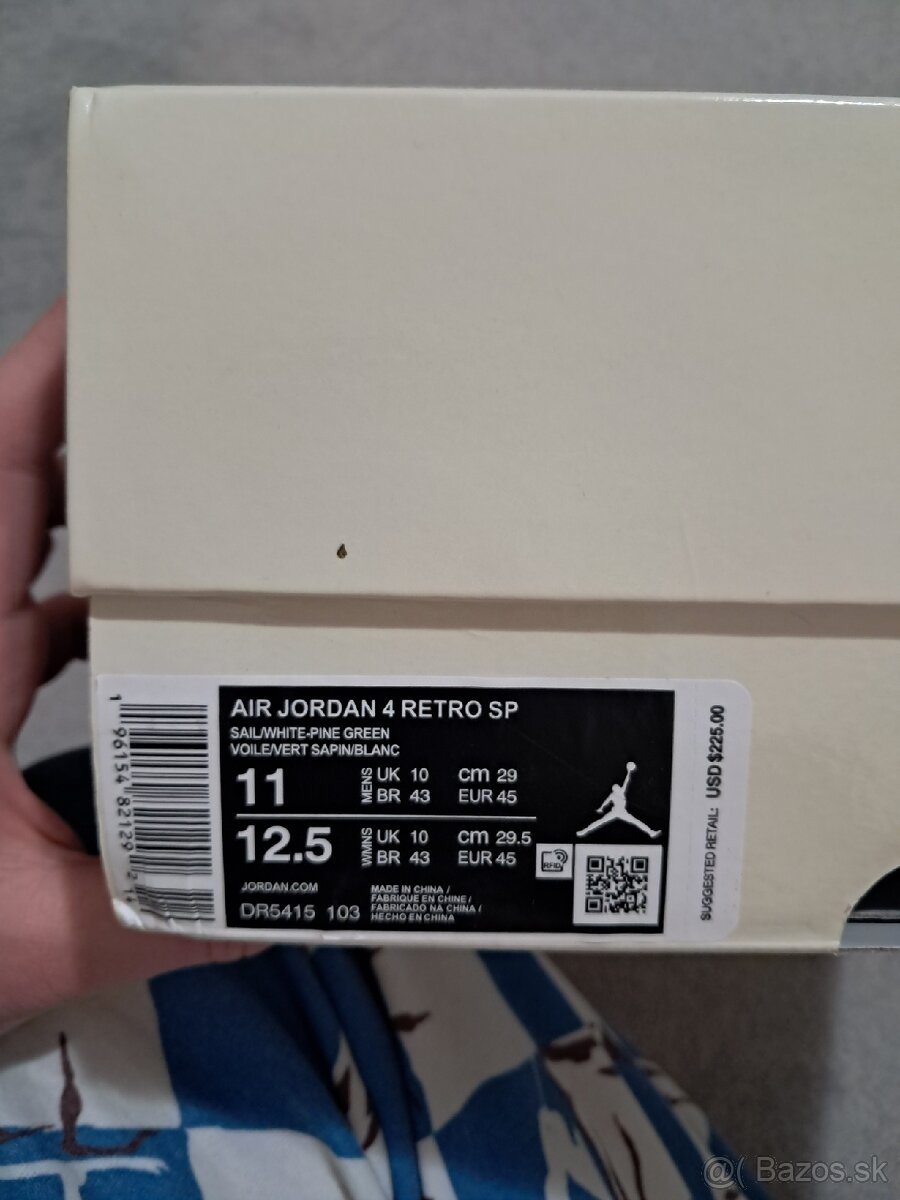 AIR JORDAN 4 RETRO SP
SAIL/WHITE-PINE GREEN
VOILE/VERT SAPIN/BLANC
11 MENS UK 10 cm 29
BR 43 EUR 45
12.5 WMNS UK 10 cm 29.5
BR 43 EUR 45
RFID
JORDAN.COM
DR5415 103
MADE IN CHINA /
FABRIQUE EN CHINE /
FABRICADO NA CHINA /
HECHO EN CHINA
1 96154 82129
SUGGESTED RETAIL: USD $225.00
@( Bazos.sk